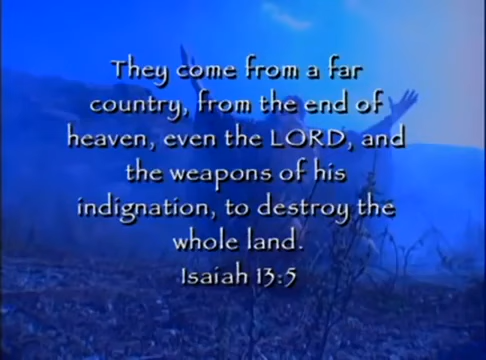 They come from a far
country, from the end of
heaven, even the LORD, and
the weapons of his
indignation, to destroy the
whole land.
Isaiah 13:5